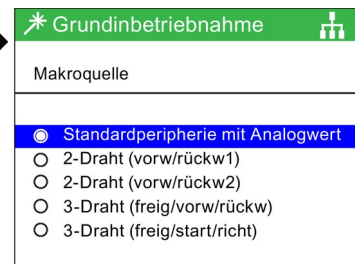 Grundinbetriebnahme
Makroquelle
Standardperipherie mit Analogwert
2-Draht (vorw/rückw1)
2-Draht (vorw/rückw2)
3-Draht (freig/vorw/rückw)
3-Draht (freig/start/richt)